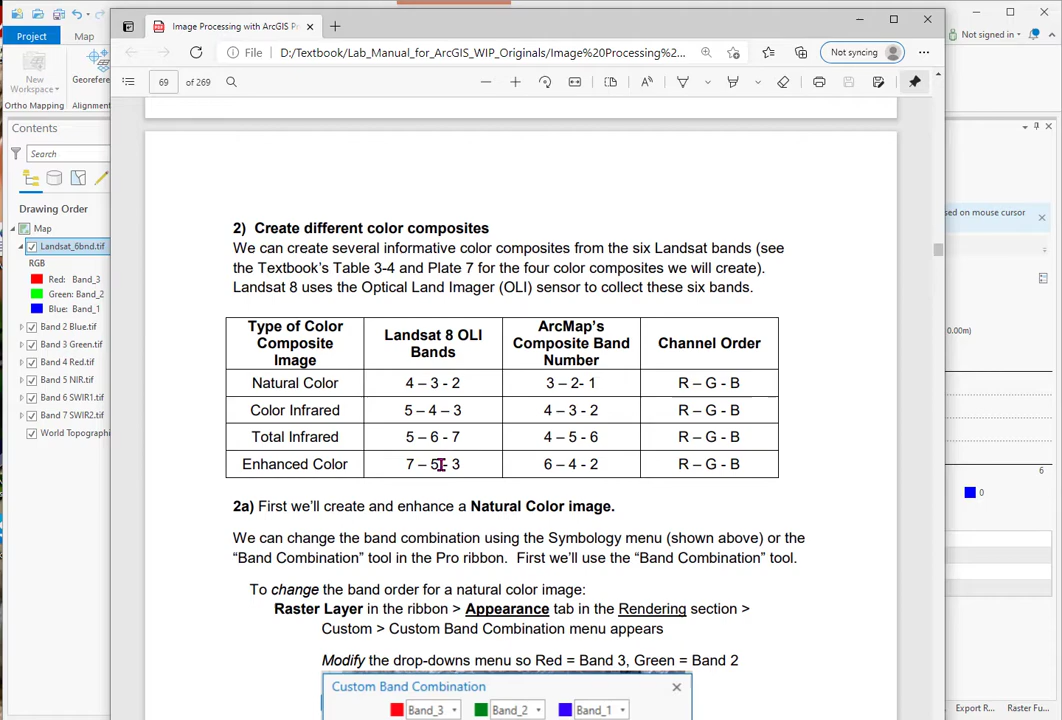 Image Processing with ArcGIS P
Project
Map
Not signed in
File
D:/Textbook/Lab_Manual_for_ArcGIS_WIP_Originals/Image%20Processing%2...
Not syncing
New
Workspace
Georefere
Ortho Mapping
Alignment
69 of 269
Contents
Search
Drawing Order
Map
Landsat_6bnd.tif
RGB
Red: Band_3
Green: Band_2
Blue: Band_1
Band 2 Blue.tif
Band 3 Green.tif
Band 4 Red.tif
Band 5 NIR.tif
Band 6 SWIR1.tif
Band 7 SWIR2.tif
World Topographi
2) Create different color composites
We can create several informative color composites from the six Landsat bands (see
the Textbook's Table 3-4 and Plate 7 for the four color composites we will create).
Landsat 8 uses the Optical Land Imager (OLI) sensor to collect these six bands.
Type of Color
Composite
Image
Landsat 8 OLI
Bands
ArcMap's
Composite Band
Number
Channel Order
Natural Color 4 – 3 - 2 3 – 2- 1 R – G - B
Color Infrared 5 – 4 – 3 4 – 3 - 2 R – G - B
Total Infrared 5 – 6 - 7 4 – 5 - 6 R – G - B
Enhanced Color 7 – 5 - 3 6 – 4 - 2 R – G - B
2a) First we'll create and enhance a Natural Color image.
We can change the band combination using the Symbology menu (shown above) or the
"Band Combination" tool in the Pro ribbon. First we'll use the "Band Combination" tool.
To change the band order for a natural color image:
Raster Layer in the ribbon > Appearance tab in the Rendering section >
Custom > Custom Band Combination menu appears
Modify the drop-downs menu so Red = Band 3, Green = Band 2
Custom Band Combination
Band_3 Band_2 Band_1
sed on mouse cursor
0.00m)
6
0
Export R...
Raster Fu...